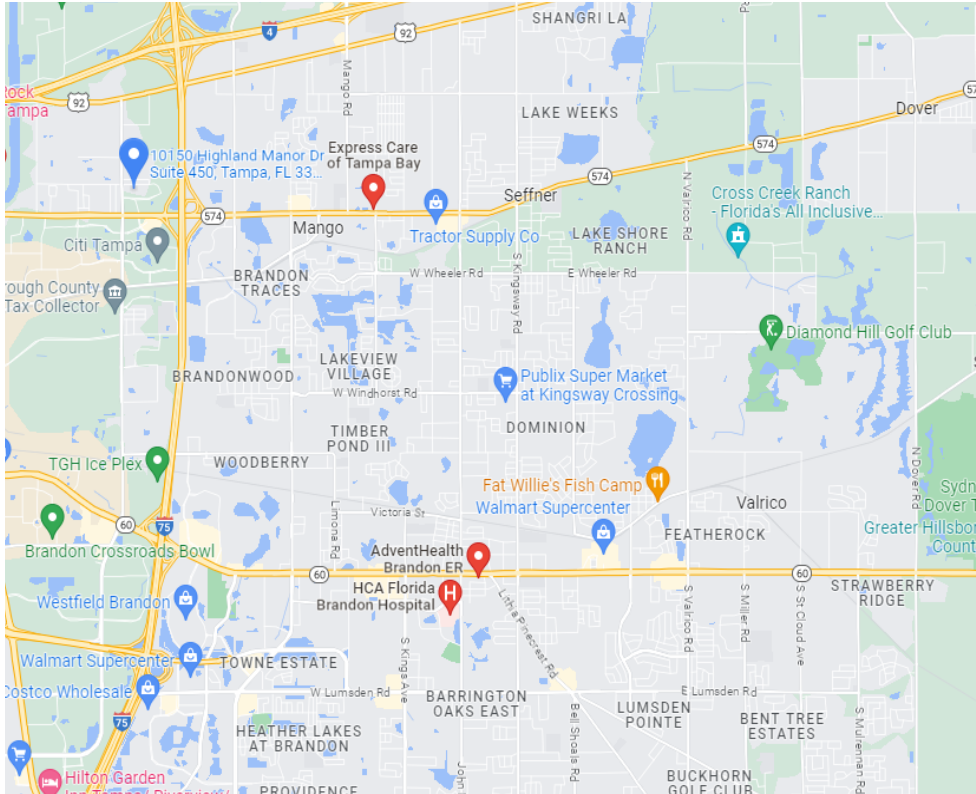 SHANGRI LA
4
92
Mango Rd
Rock
Tampa
92
LAKE WEEKS
Dover
574
574
Express Care
of Tampa Bay
10150 Highland Manor Dr
Suite 450, Tampa, FL 33...
574
Seffner
N Valrico Rd
Cross Creek Ranch
- Florida's All Inclusive...
574
Mango
Tractor Supply Co
LAKE SHORE
RANCH
Citi Tampa
W Wheeler Rd
E Wheeler Rd
S Kingsway Rd
BRANDON
TRACES
rough County
Tax Collector
Diamond Hill Golf Club
LAKEVIEW
VILLAGE
BRANDONWOOD
Publix Super Market
at Kingsway Crossing
W Windhorst Rd
TIMBER
POND III
DOMINION
WOODBERRY
TGH Ice Plex
N Dover Rd
Fat Willie's Fish Camp
Walmart Supercenter
Valrico
Sydn
Dover T
Greater Hillsbor
Count
Limona Rd
Victoria St
60
75
FEATHEROCK
Brandon Crossroads Bowl
AdventHealth
Brandon ER
60
60
HCA Florida
Brandon Hospital
H
STRAWBERRY
RIDGE
Westfield Brandon
Lithia Pinecrest Rd
S Valrico Rd
S Miller Rd
S St Cloud Ave
S Kings Ave
Walmart Supercenter
TOWNE ESTATE
Costco Wholesale
W Lumsden Rd
E Lumsden Rd
BARRINGTON
OAKS EAST
LUMSDEN
POINTE
BENT TREE
ESTATES
75
HEATHER LAKES
AT BRANDON
Bell Shoals Rd
S Mulrennan Rd
John
Hilton Garden
Inn Tampa/ Riverview/
PROVIDENCE
BUCKHORN
GOLF CLUB